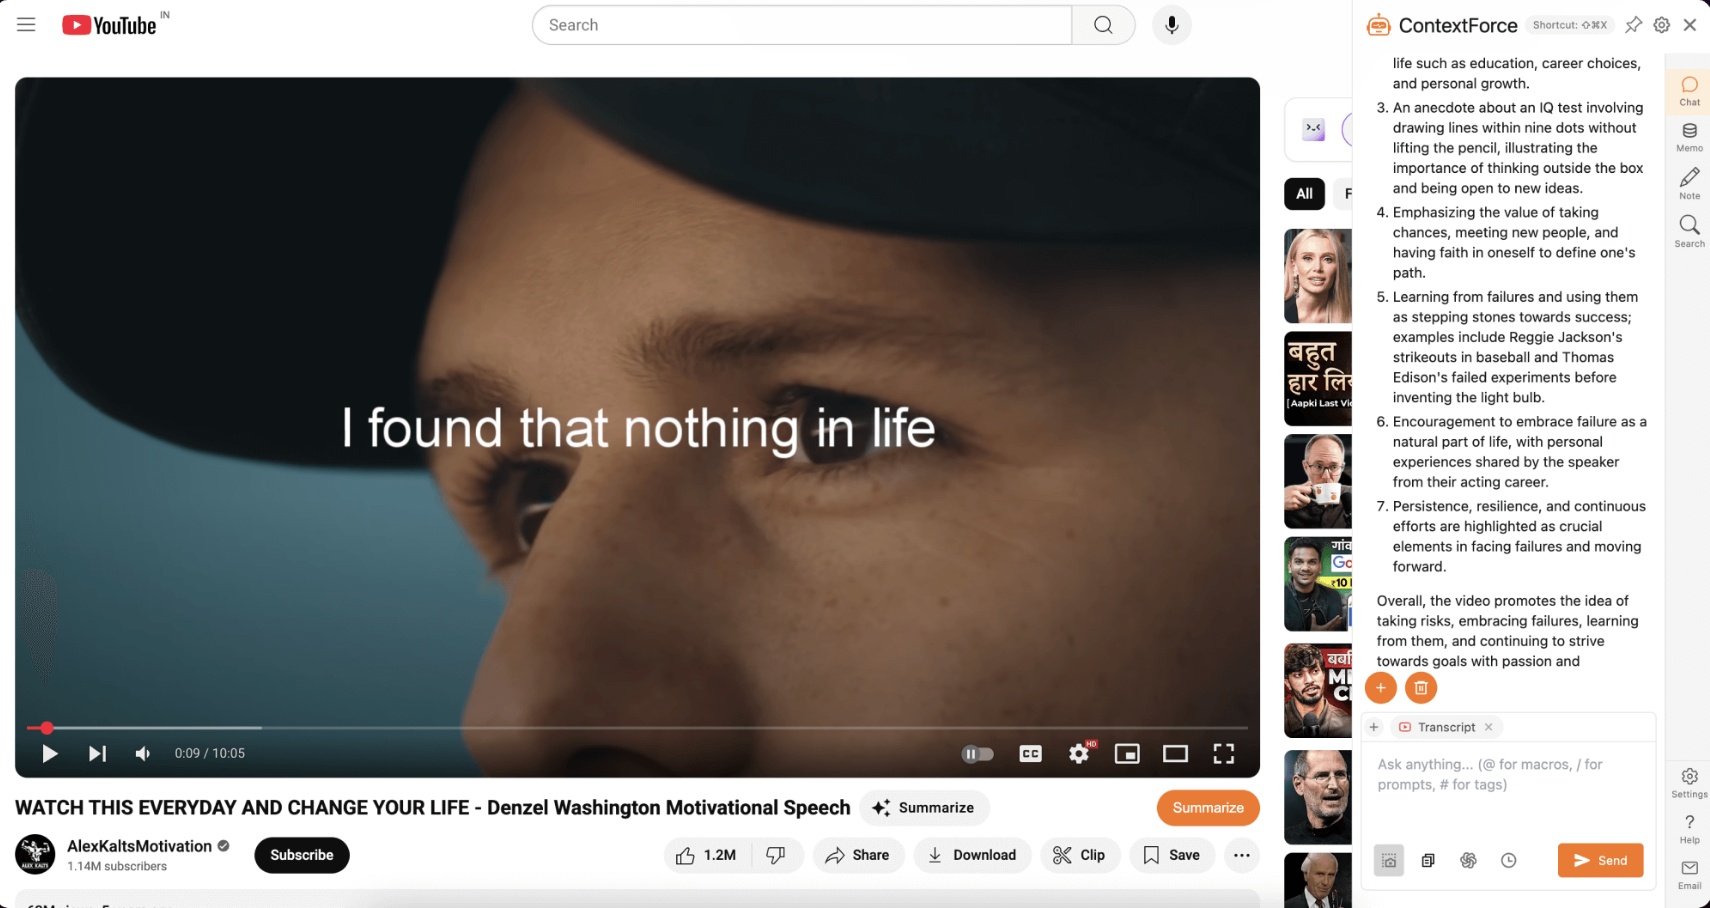 YouTube IN
Search
I found that nothing in life
HD
0:09 / 10:05
WATCH THIS EVERYDAY AND CHANGE YOUR LIFE - Denzel Washington Motivational Speech
Summarize
Summarize
ALEX KALTS
AlexKaltsMotivation
1.14M subscribers
Subscribe
1.2M
Share
Download
Clip
Save
All
F
बहुत
हार लि
[Aapki Last Vi
₹10
ContextForce
Shortcut: ⇧⌘X
life such as education, career choices,
and personal growth.
3. An anecdote about an IQ test involving
drawing lines within nine dots without
lifting the pencil, illustrating the
importance of thinking outside the box
and being open to new ideas.
4. Emphasizing the value of taking
chances, meeting new people, and
having faith in oneself to define one's
path.
5. Learning from failures and using them
as stepping stones towards success;
examples include Reggie Jackson's
strikeouts in baseball and Thomas
Edison's failed experiments before
inventing the light bulb.
6. Encouragement to embrace failure as a
natural part of life, with personal
experiences shared by the speaker
from their acting career.
7. Persistence, resilience, and continuous
efforts are highlighted as crucial
elements in facing failures and moving
forward.
Overall, the video promotes the idea of
taking risks, embracing failures, learning
from them, and continuing to strive
towards goals with passion and
Transcript
Ask anything... (@ for macros, / for
prompts, # for tags)
Send
Chat
Memo
Note
Search
Settings
Help
Email